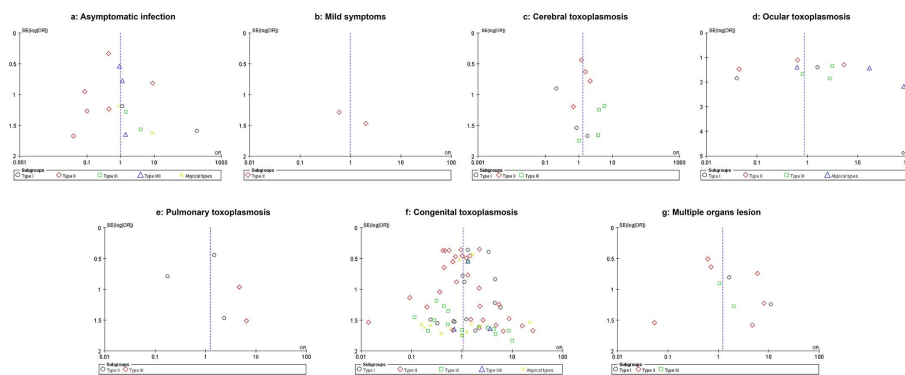 a: Asymptomatic infection
SE(log[OR])
0
0.5
1
1.5
2
0.001
0.1
1
10
1000
OR
Subgroups
Type I
Type II
Type III
Type I/III
Atypical types
b: Mild symptoms
SE(log[OR])
0
0.5
1
1.5
2
0.01
0.1
1
10
100
OR
Subgroups
Type II
c: Cerebral toxoplasmosis
SE(log[OR])
0
0.5
1
1.5
2
0.01
0.1
1
10
100
OR
Subgroups
Type I
Type II
Type III
d: Ocular toxoplasmosis
SE(log[OR])
0
1
2
3
4
5
0.01
0.1
1
10
OR
Subgroups
Type I
Type II
Type III
Atypical types
e: Pulmonary toxoplasmosis
SE(log[OR])
0
0.5
1
1.5
2
0.01
0.1
1
10
100
OR
Subgroups
Type II
Type III
f: Congenital toxoplasmosis
SE(log[OR])
0
0.5
1
1.5
2
0.01
0.1
1
10
100
OR
Subgroups
Type I
Type II
Type III
Type I/III
Atypical types
g: Multiple organs lesion
SE(log[OR])
0
0.5
1
1.5
2
0.01
0.1
1
10
100
OR
Subgroups
Type I
Type II
Type III